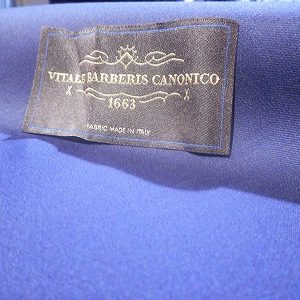 VITALE BARBERIS CANONICO
1663
FABRIC MADE IN ITALY